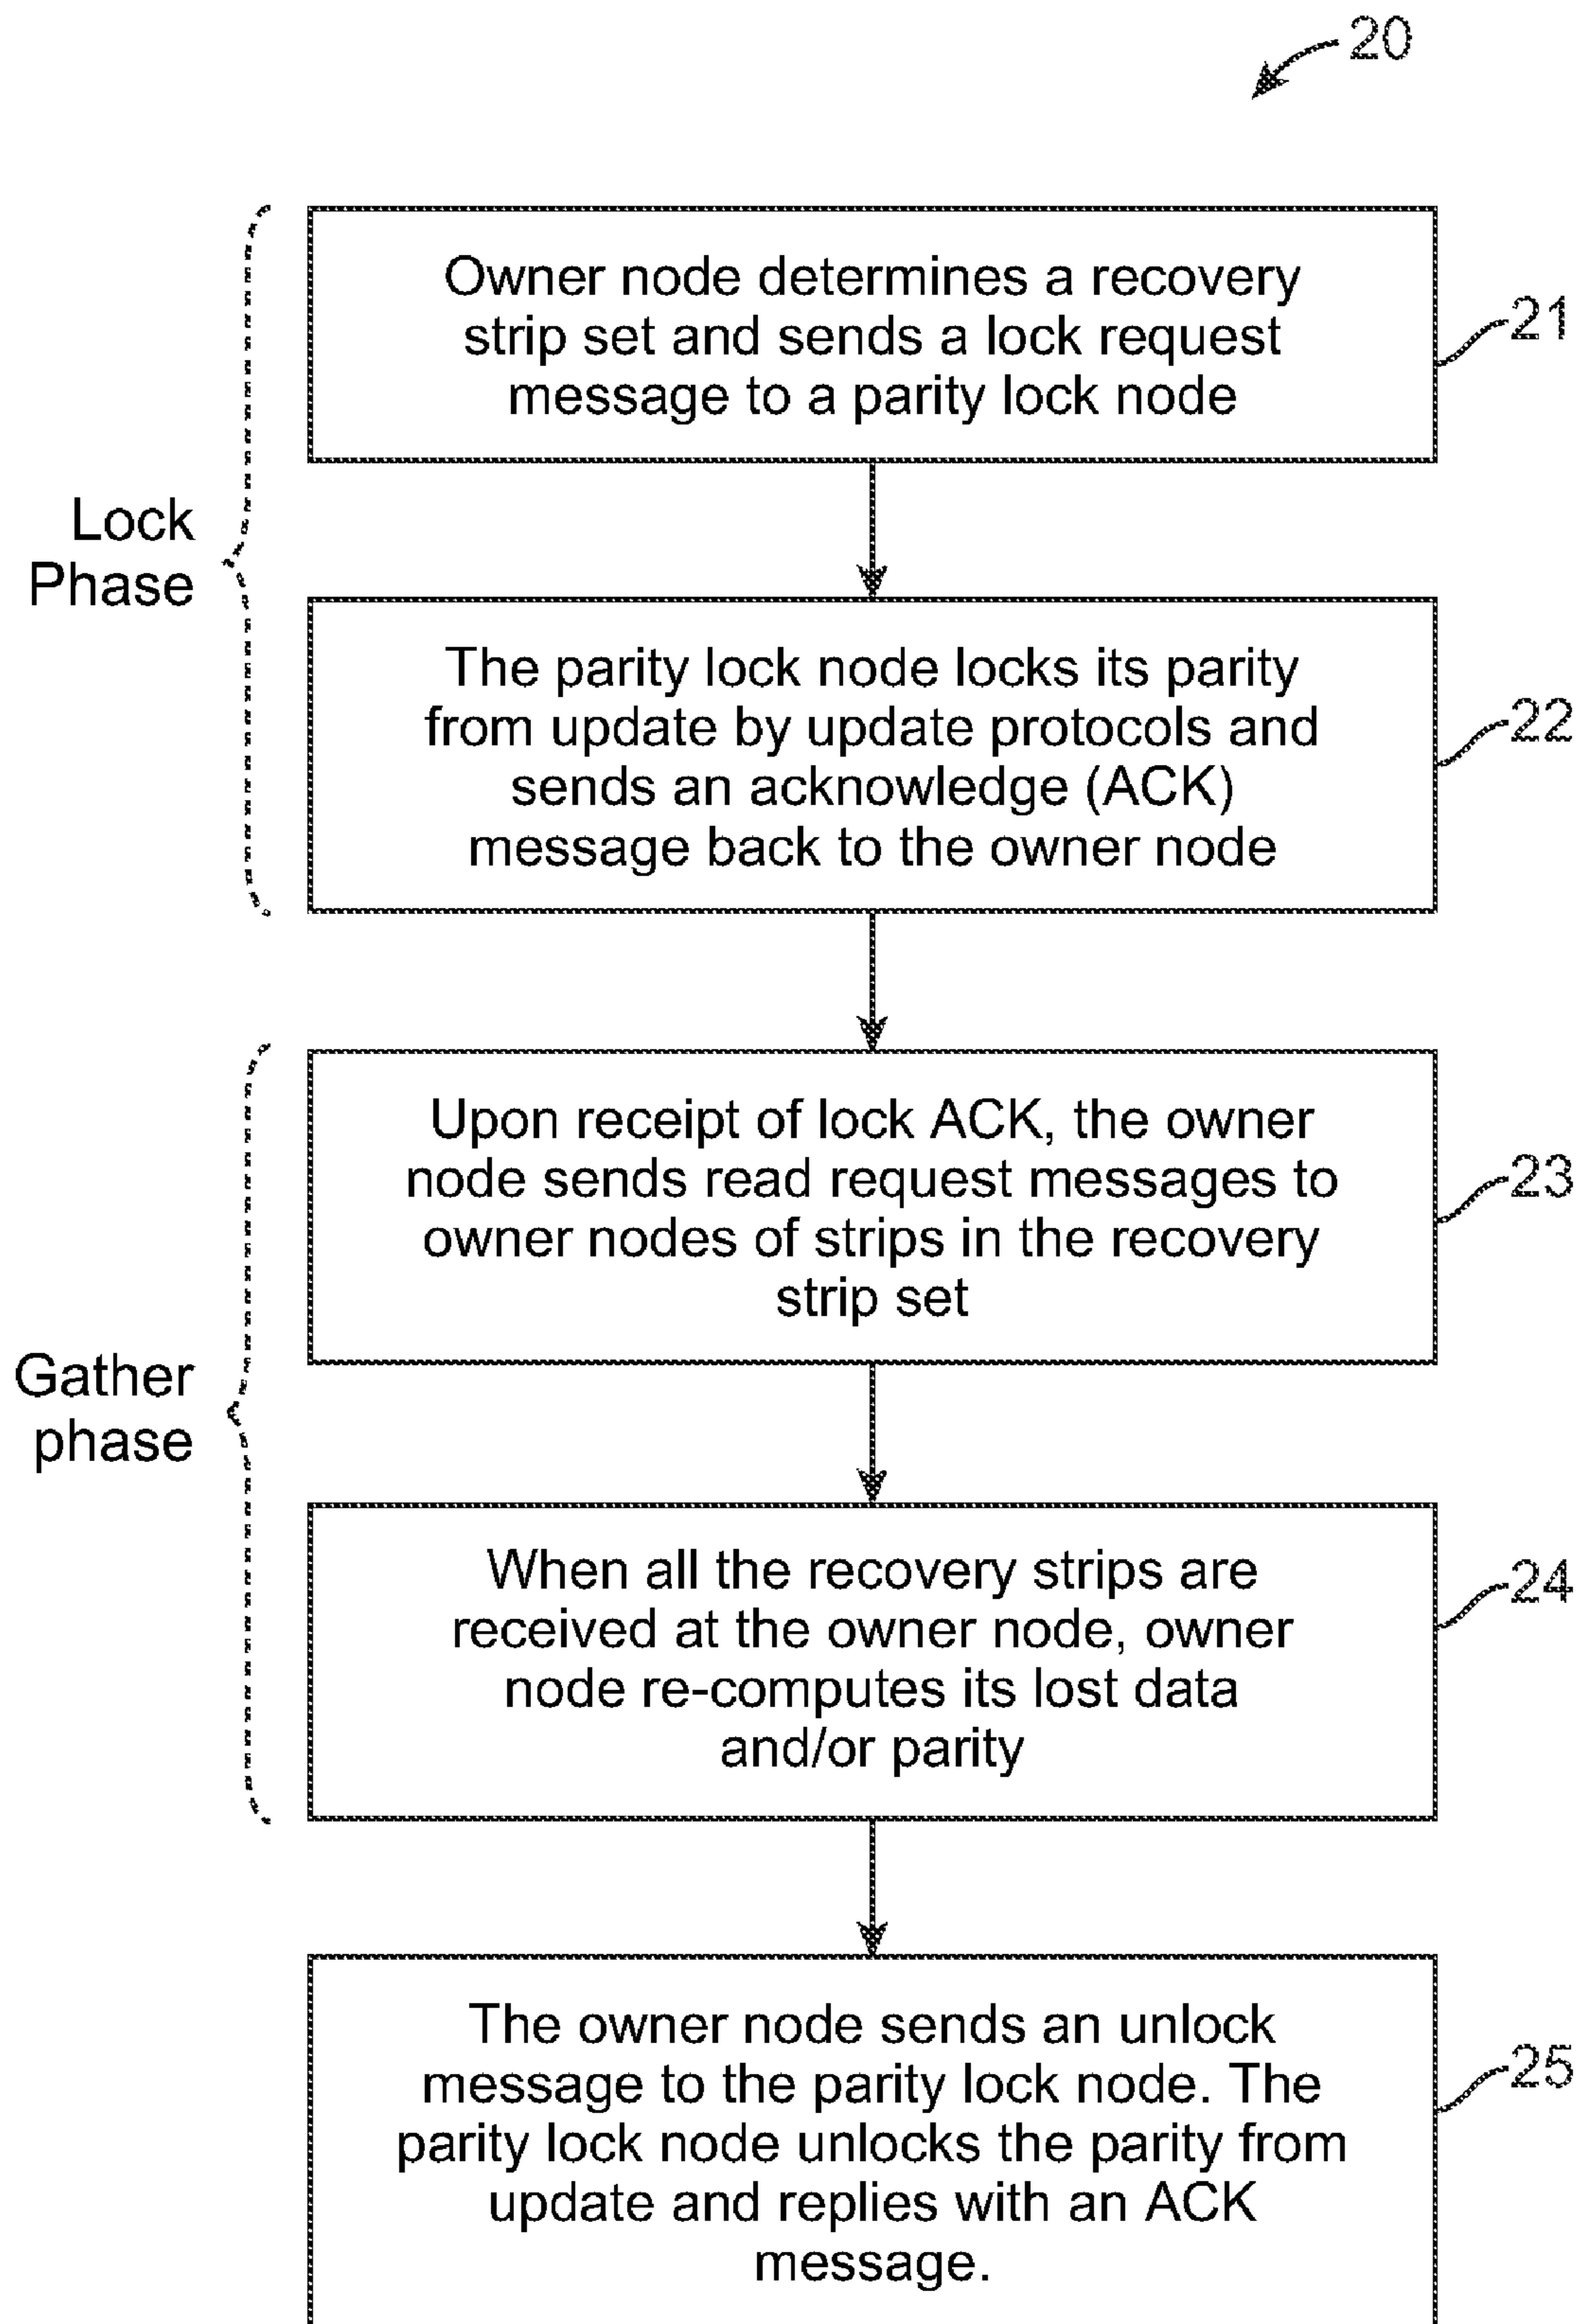 20
Owner node determines a recovery
strip set and sends a lock request
message to a parity lock node
21
Lock
Phase
The parity lock node locks its parity
from update by update protocols and
sends an acknowledge (ACK)
message back to the owner node
22
Upon receipt of lock ACK, the owner
node sends read request messages to
owner nodes of strips in the recovery
strip set
23
Gather
phase
When all the recovery strips are
received at the owner node, owner
node re-computes its lost data
and/or parity
24
The owner node sends an unlock
message to the parity lock node. The
parity lock node unlocks the parity from
update and replies with an ACK
message.
25